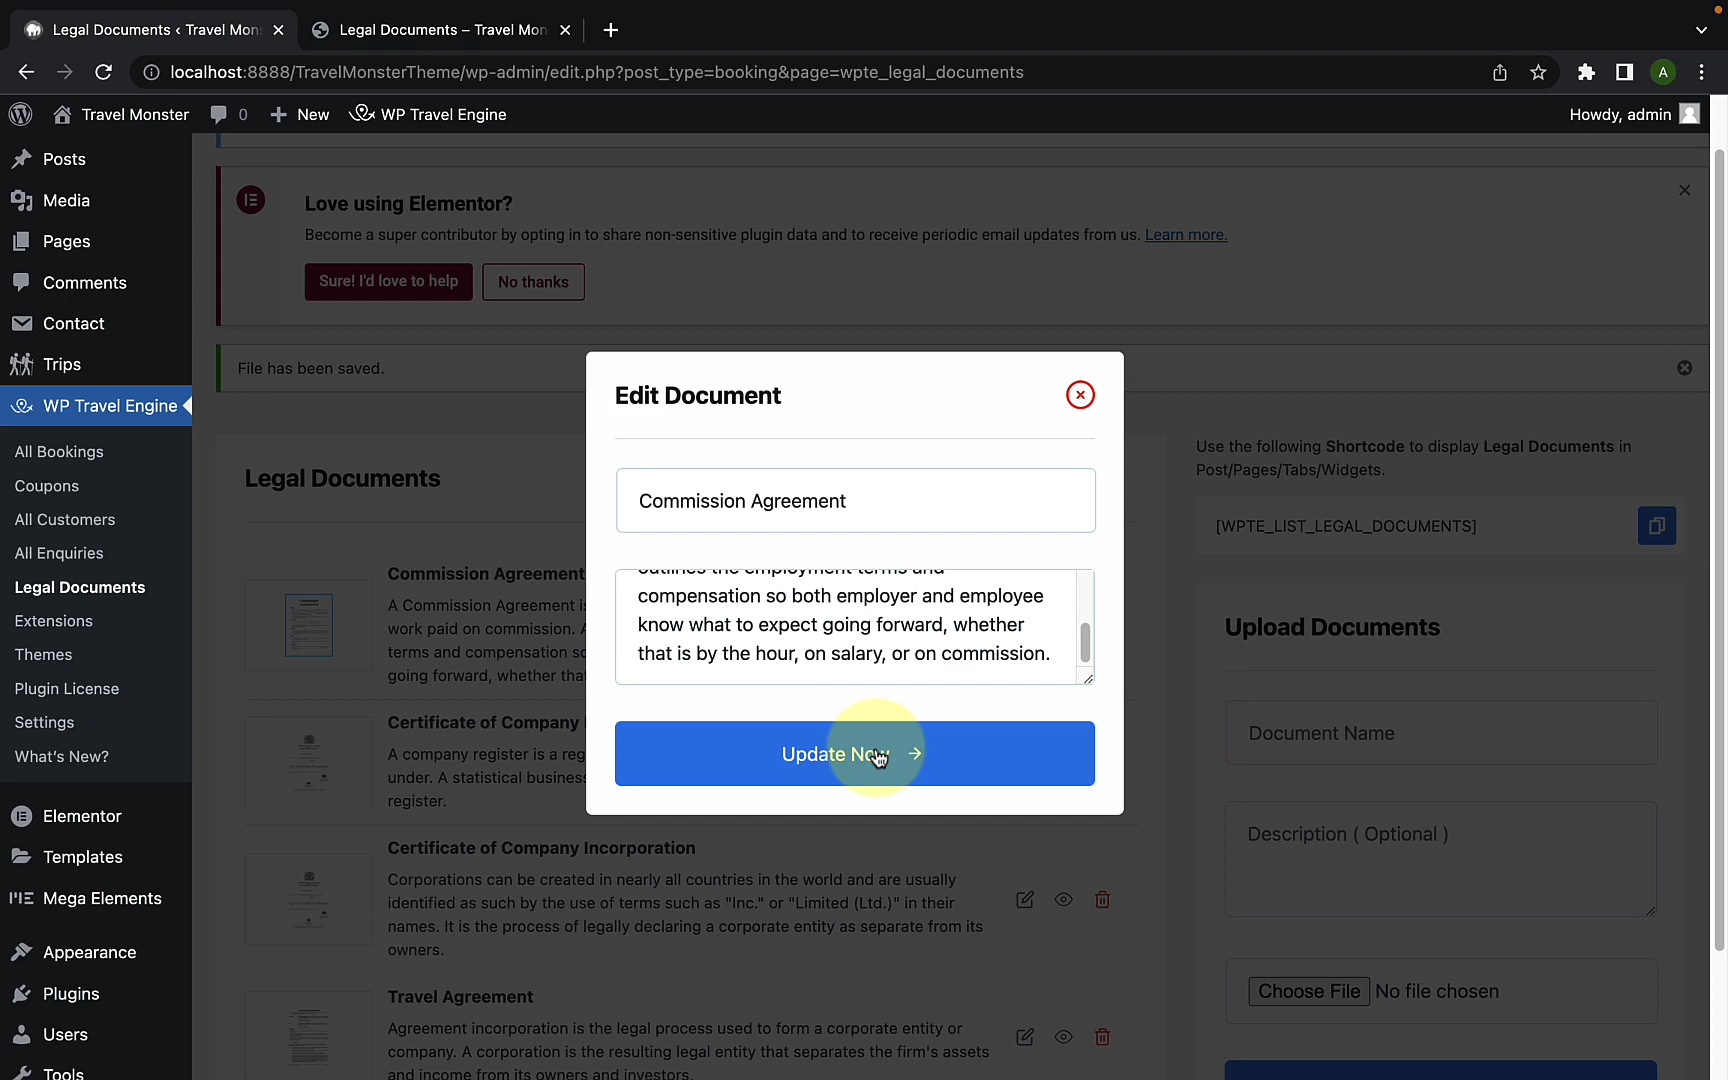 Legal Documents ‹ Travel Mon
Legal Documents – Travel Mon
localhost:8888/TravelMonsterTheme/wp-admin/edit.php?post_type=booking&page=wpte_legal_documents
A
Travel Monster
0
New
WP Travel Engine
Howdy, admin
Posts
Media
Pages
Comments
Contact
Trips
WP Travel Engine
All Bookings
Coupons
All Customers
All Enquiries
Legal Documents
Extensions
Themes
Plugin License
Settings
What's New?
Elementor
Templates
Mega Elements
Appearance
Plugins
Users
Tools
Love using Elementor?
Become a super contributor by opting in to share non-sensitive plugin data and to receive periodic email updates from us. Learn more.
Sure! I'd love to help
No thanks
File has been saved.
Legal Documents
Commission Agreement
A Commission Agreement is
work paid on commission. A
terms and compensation so
going forward, whether tha
Certificate of Company
A company register is a reg
under. A statistical business
register.
Certificate of Company Incorporation
Corporations can be created in nearly all countries in the world and are usually
identified as such by the use of terms such as "Inc." or "Limited (Ltd.)" in their
names. It is the process of legally declaring a corporate entity as separate from its
owners.
Travel Agreement
Agreement incorporation is the legal process used to form a corporate entity or
company. A corporation is the resulting legal entity that separates the firm's assets
and income from its owners and investors.
Edit Document
Commission Agreement
outlines the employment terms and
compensation so both employer and employee
know what to expect going forward, whether
that is by the hour, on salary, or on commission.
Update Now
Use the following Shortcode to display Legal Documents in
Post/Pages/Tabs/Widgets.
[WPTE_LIST_LEGAL_DOCUMENTS]
Upload Documents
Document Name
Description ( Optional )
Choose File No file chosen